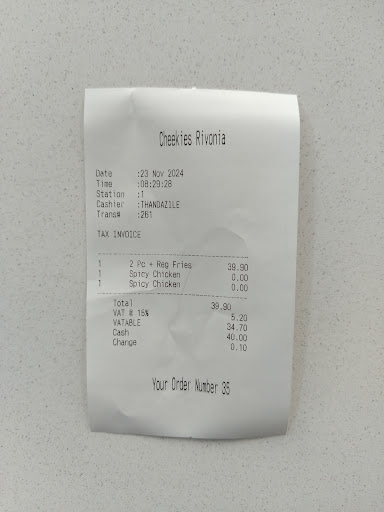 Cheekies Rivonia
Date :23 Nov 2024
Time :08:29:28
Station :1
Cashier :THANDAZILE
Trans# :261
TAX INVOICE
1 2 Pc + Reg Fries 39.90
1 Spicy Chicken 0.00
1 Spicy Chicken 0.00
Total 39.90
VAT @ 15% 5.20
VATABLE 34.70
Cash 40.00
Change 0.10
Your Order Number 35